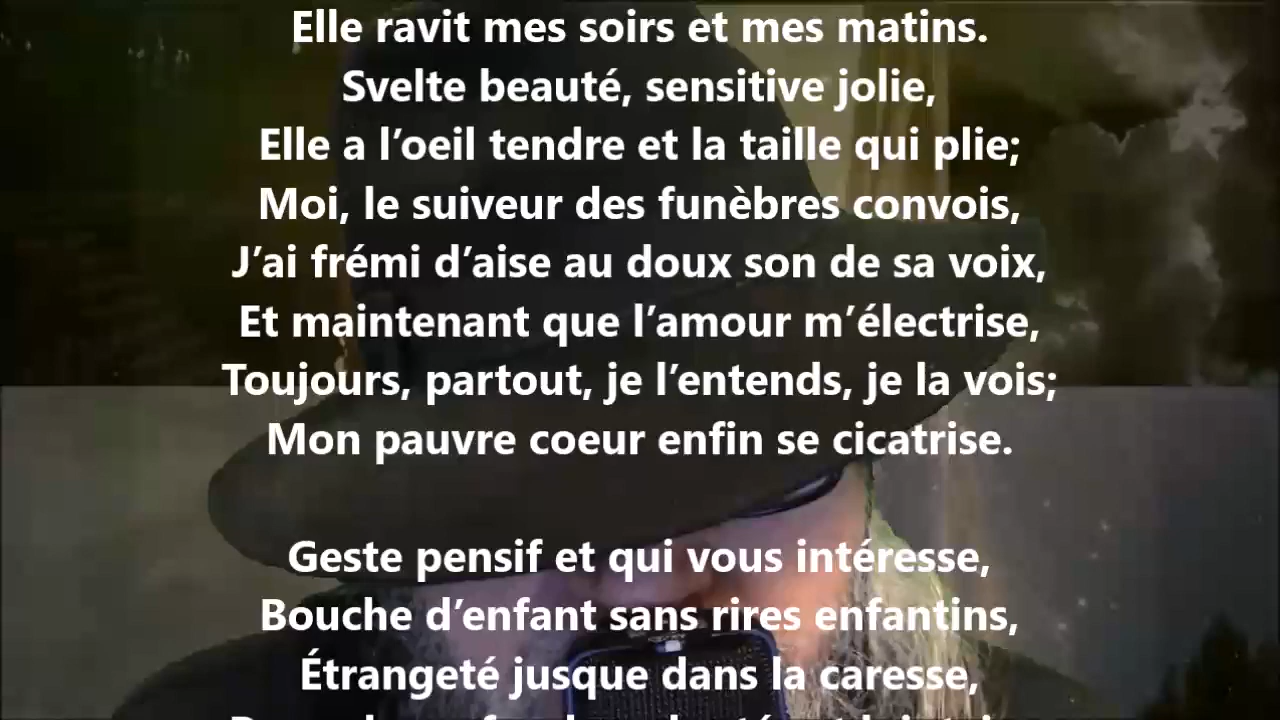 Elle ravit mes soirs et mes matins.
Svelte beauté, sensitive jolie,
Elle a l’oeil tendre et la taille qui plie;
Moi, le suiveur des funèbres convois,
J’ai frémi d’aise au doux son de sa voix,
Et maintenant que l’amour m’électrise,
Toujours, partout, je l’entends, je la vois;
Mon pauvre coeur enfin se cicatrise.

Geste pensif et qui vous intéresse,
Bouche d’enfant sans rires enfantins,
Étrangeté jusque dans la caresse,